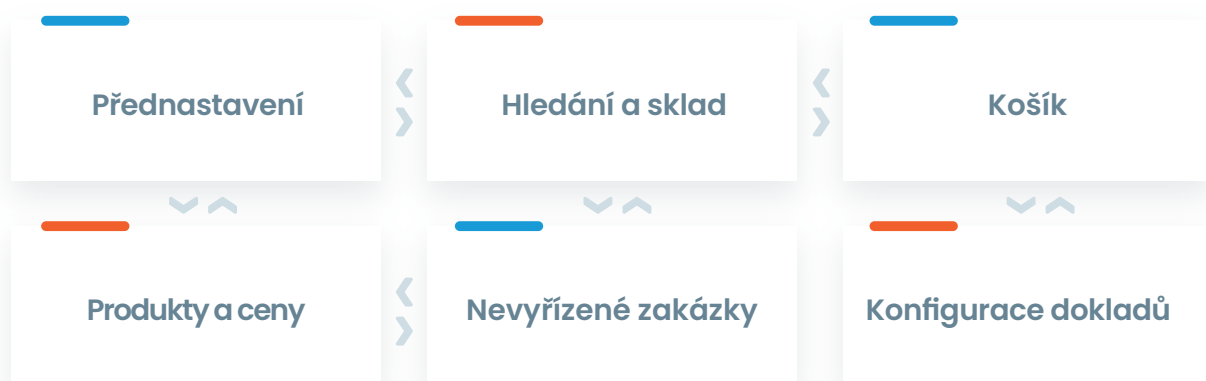 Přednastavení
Hledání a sklad
Košík
Produkty a ceny
Nevyřízené zakázky
Konfigurace dokladů